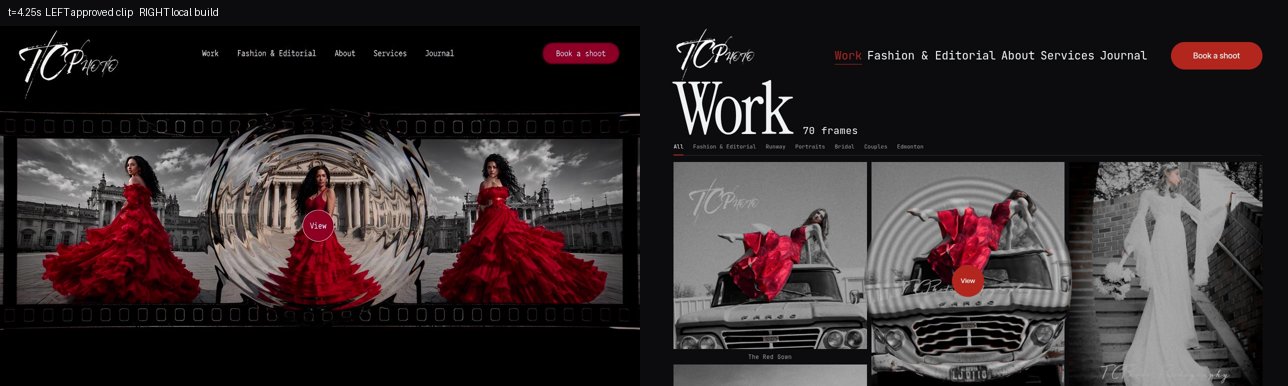 t=4.25s LEFT approved clip RIGHT local build
TCPHOTO
Work Fashion & Editorial About Services Journal
Book a shoot
View
TCPHOTO
Work Fashion & Editorial About Services Journal
Book a shoot
Work 70 frames
All Fashion & Editorial Runway Portraits Bridal Couples Edmonton
TCPHOTO
DODGE
View
The Red Gown